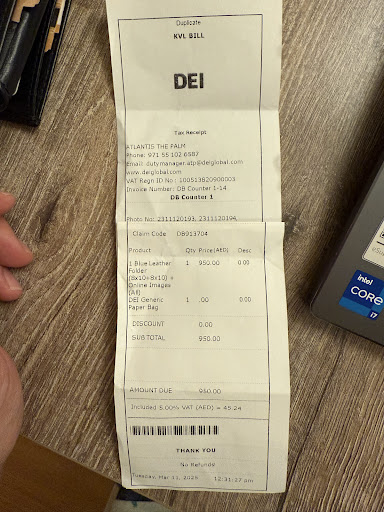 Duplicate
KVL BILL
DEI
Tax Receipt
ATLANTIS THE PALM
Phone: 971 55 102 6587
Email: dutymanager.atp@deiglobal.com
www.deiglobal.com
VAT Regn ID No: 100513820900003
Invoice Number: DB Counter 1-14
DB Counter 1
Photo No: 2311120193, 2311120194,
Claim Code DB913704
Product Qty Price(AED) Desc
1 Blue Leather 1 950.00 0.00
Folder
(8x10+8x10) +
Online Images
(All)
DEI Generic 1 .00 0.00
Paper Bag
DISCOUNT 0.00
SUBTOTAL 950.00
AMOUNT DUE 950.00
Included 5.00% VAT (AED) = 45.24
THANK YOU
No Refunds
Tuesday, Mar 11, 2025 12:31:27 pm
intel
CORE
i7